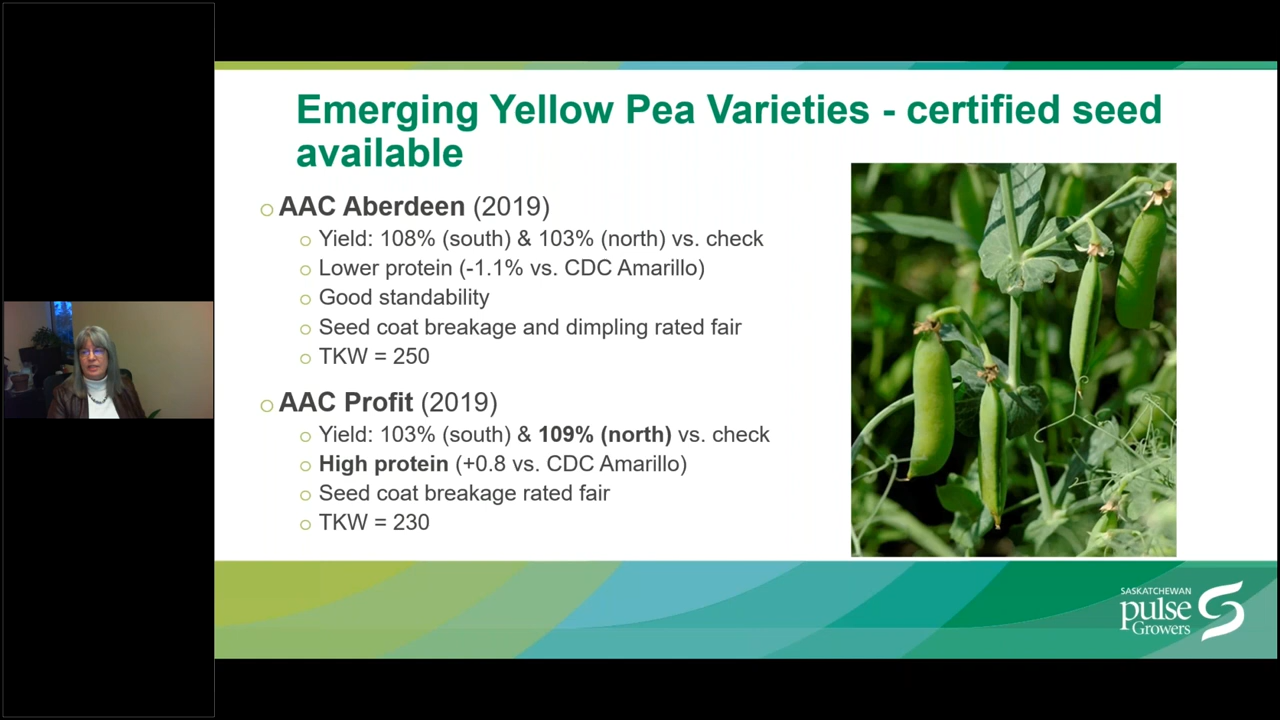 Emerging Yellow Pea Varieties - certified seed
available
AAC Aberdeen (2019)
Yield: 108% (south) & 103% (north) vs. check
Lower protein (-1.1% vs. CDC Amarillo)
Good standability
Seed coat breakage and dimpling rated fair
TKW = 250
AAC Profit (2019)
Yield: 103% (south) & 109% (north) vs. check
High protein (+0.8 vs. CDC Amarillo)
Seed coat breakage rated fair
TKW = 230
SASKATCHEWAN
pulse
Growers